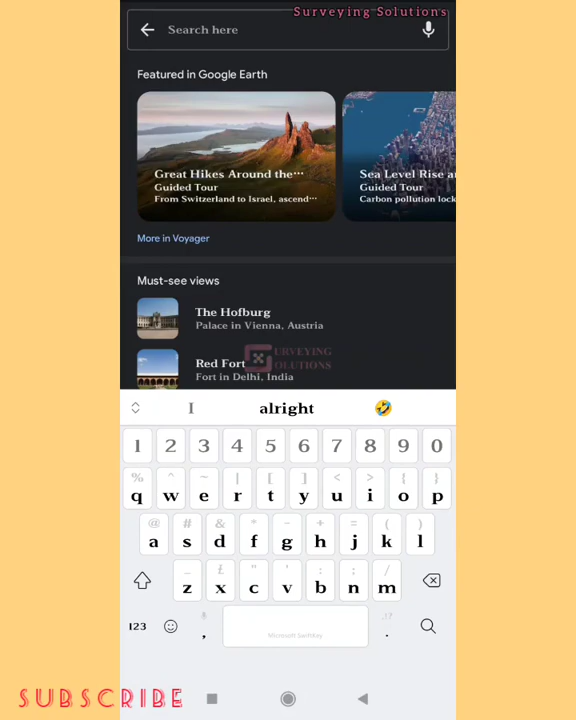 Surveying Solutions
Search here
Featured in Google Earth
Great Hikes Around the···
Guided Tour
From Switzerland to Israel, ascend···
Sea Level Rise a
Guided Tour
Carbon pollution lock
More in Voyager
Must-see views
The Hofburg
Palace in Vienna, Austria
Red Fort
Fort in Delhi, India
URVEYING
OLUTIONS
I alright 🤣
1 2 3 4 5 6 7 8 9 0
% ^ ~ | [ ] < > { }
q w e r t y u i o p
@ # & * - + = ( )
a s d f g h j k l
_ £ " ' : ; /
z x c v b n m
123 , .
,!?
Microsoft SwiftKey
SUBSCRIBE